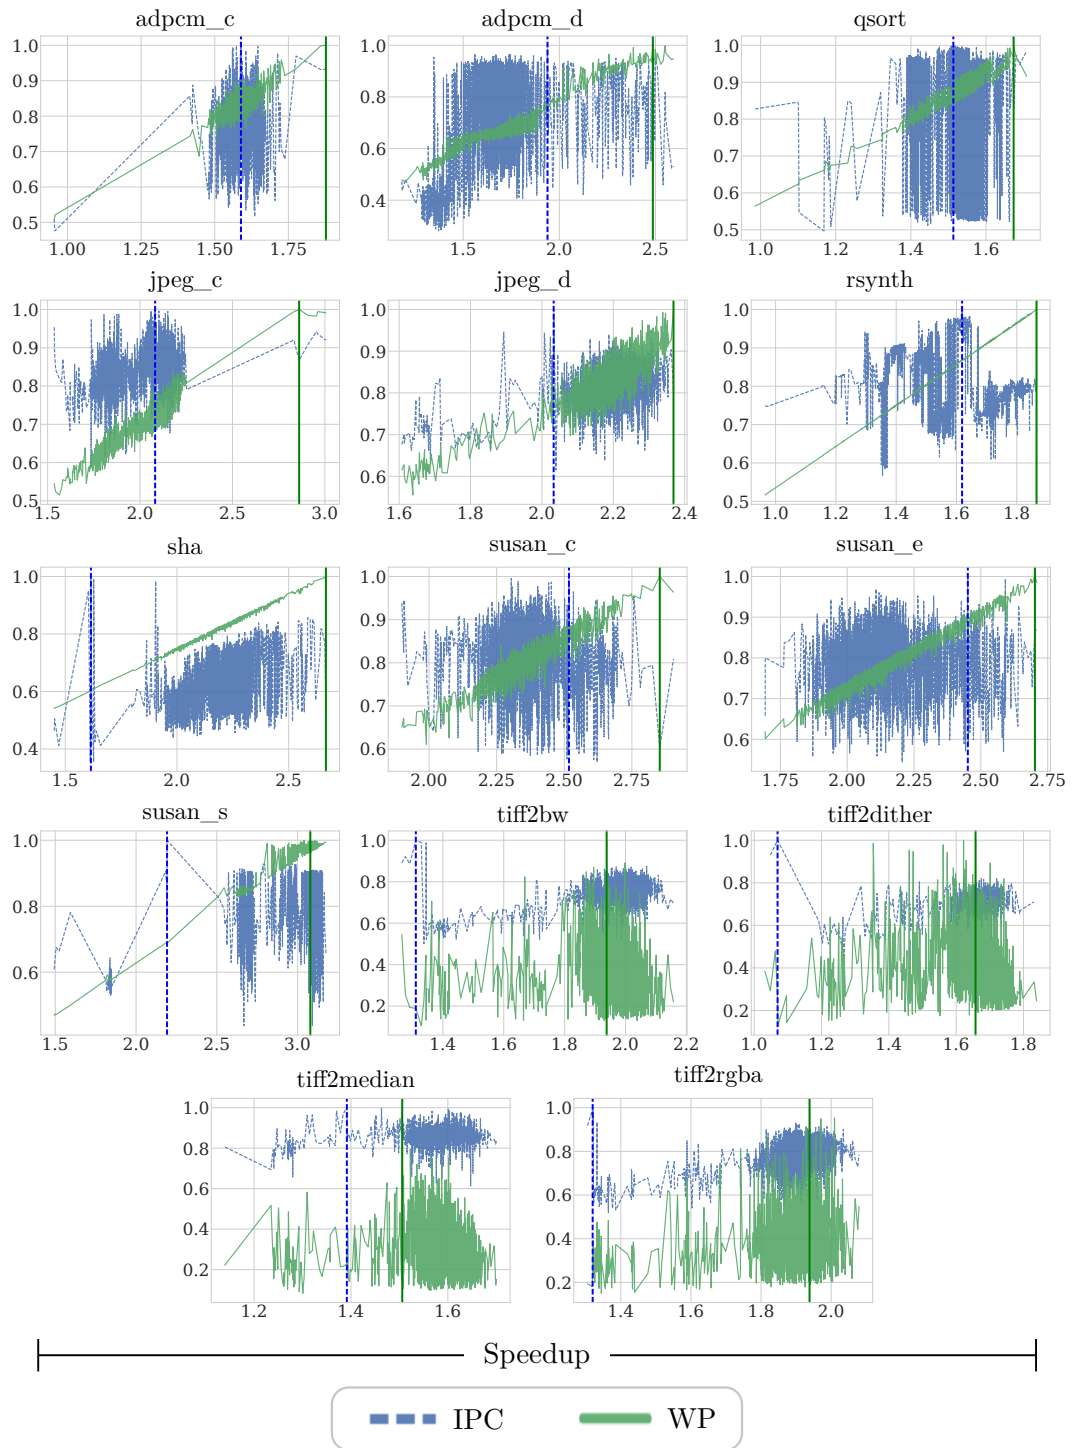 adpcm_c adpcm_d qsort
1.0 1.0 1.0
0.9 0.9
0.8 0.8 0.8
0.7 0.7
0.6 0.6 0.6
0.5 0.4 0.5
1.00 1.25 1.50 1.75 1.5 2.0 2.5 1.0 1.2 1.4 1.6
jpeg_c jpeg_d rsynth
1.0 1.0 1.0
0.9 0.9 0.9
0.8 0.8 0.8
0.7 0.7 0.7
0.6 0.6 0.6
0.5 0.5
1.5 2.0 2.5 3.0 1.6 1.8 2.0 2.2 2.4 1.0 1.2 1.4 1.6 1.8
sha susan_c susan_e
1.0 1.0 1.0
0.9 0.9
0.8 0.8 0.8
0.6 0.7 0.7
0.4 0.6 0.6
1.5 2.0 2.5 2.00 2.25 2.50 2.75 1.75 2.00 2.25 2.50 2.75
susan_s tiff2bw tiff2dither
1.0 1.0 1.0
0.8 0.8 0.8
0.6 0.6 0.6
0.4 0.4
0.2 0.2
1.5 2.0 2.5 3.0 1.4 1.6 1.8 2.0 2.2 1.0 1.2 1.4 1.6 1.8
tiff2median tiff2rgba
1.0 1.0
0.8 0.8
0.6 0.6
0.4 0.4
0.2 0.2
1.2 1.4 1.6 1.4 1.6 1.8 2.0
Speedup
IPC WP